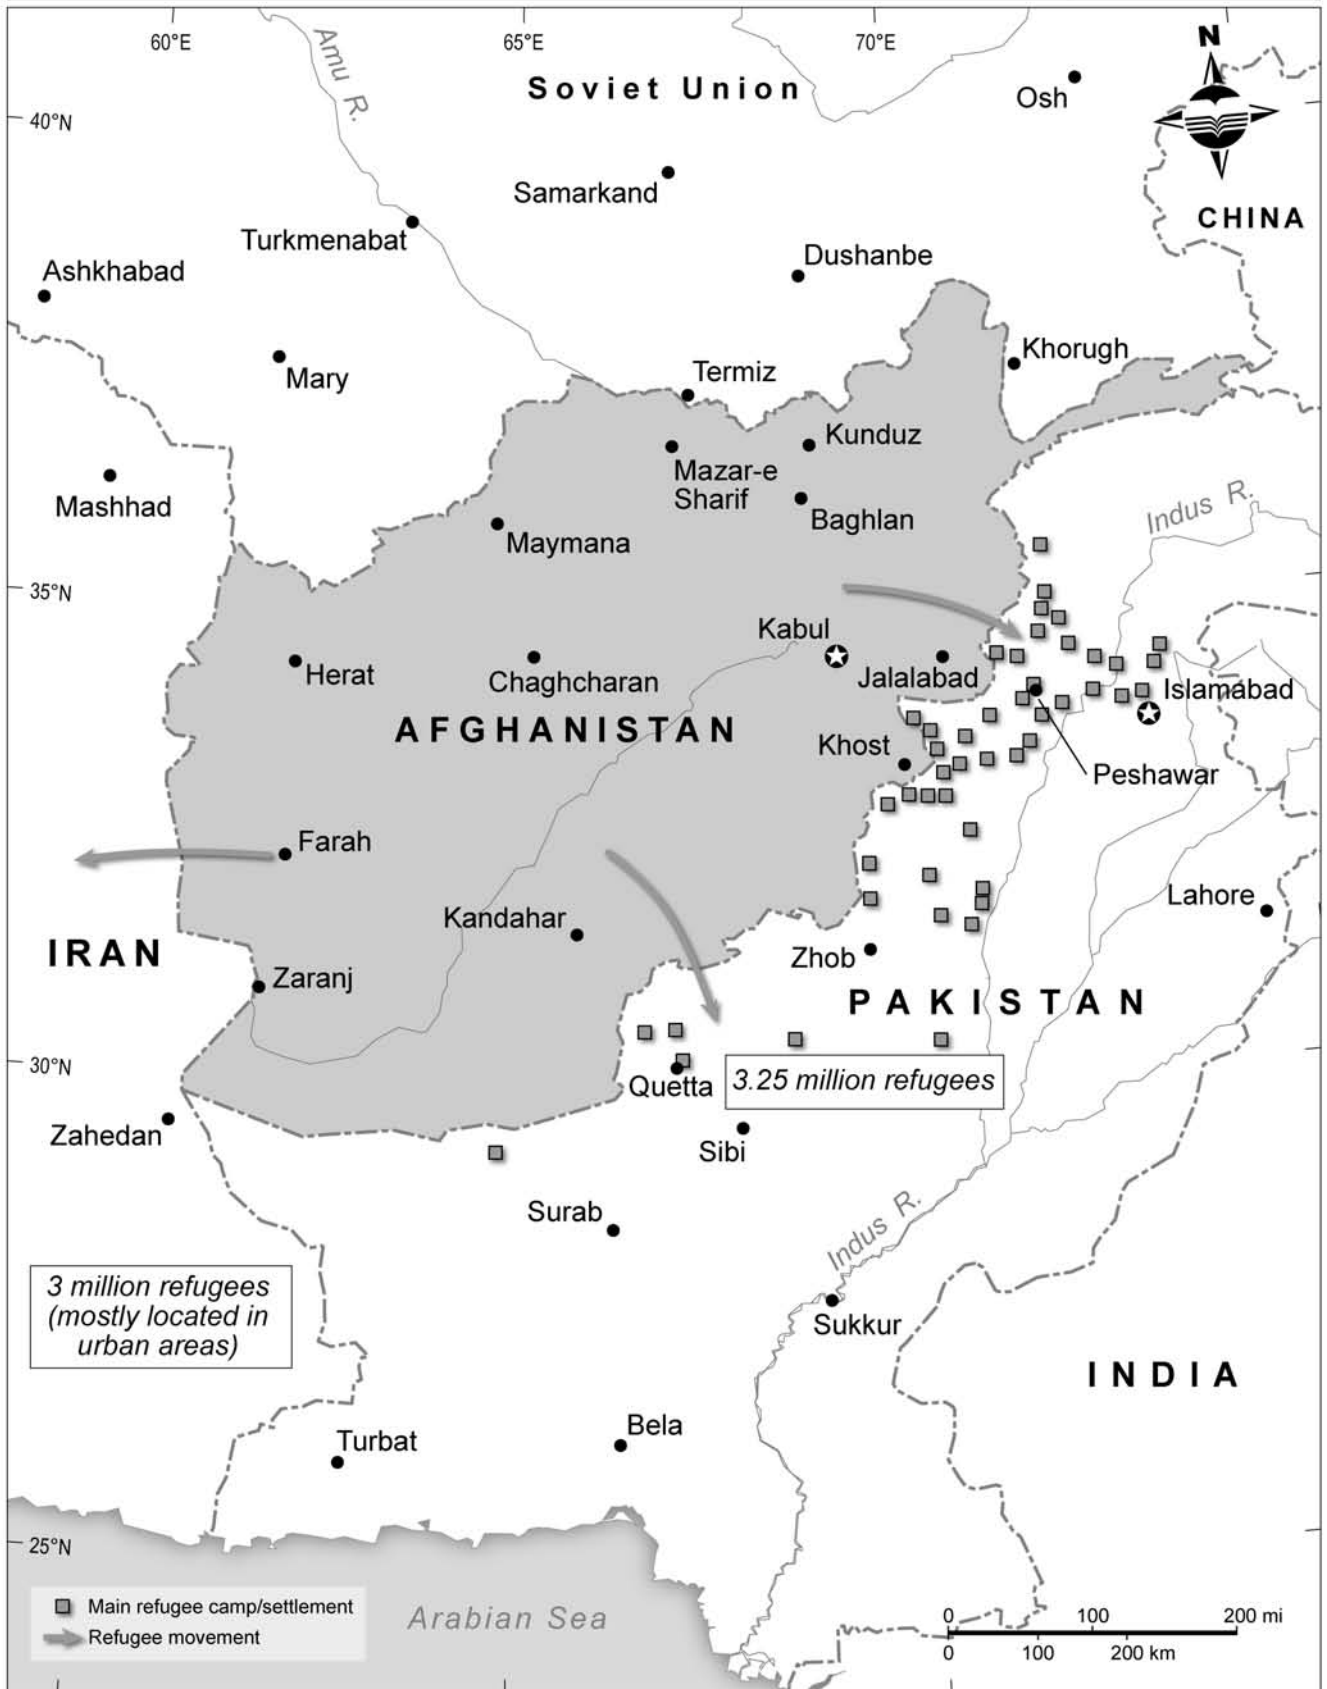 60°E
65°E
70°E
N
Amu R.
Soviet Union
Osh
40°N
Samarkand
CHINA
Turkmenabat
Dushanbe
Ashkhabad
Khorugh
Mary
Termiz
Kunduz
Mazar-e
Sharif
Mashhad
Baghlan
Indus R.
Maymana
35°N
Kabul
Herat
Chaghcharan
Jalalabad
Islamabad
AFGHANISTAN
Khost
Peshawar
Farah
Lahore
Kandahar
IRAN
Zhob
Zaranj
PAKISTAN
30°N
Quetta
3.25 million refugees
Zahedan
Sibi
Surab
Indus R.
3 million refugees
(mostly located in
urban areas)
Sukkur
INDIA
Bela
Turbat
25°N
Main refugee camp/settlement
Refugee movement
Arabian Sea
0 100 200 mi
0 100 200 km